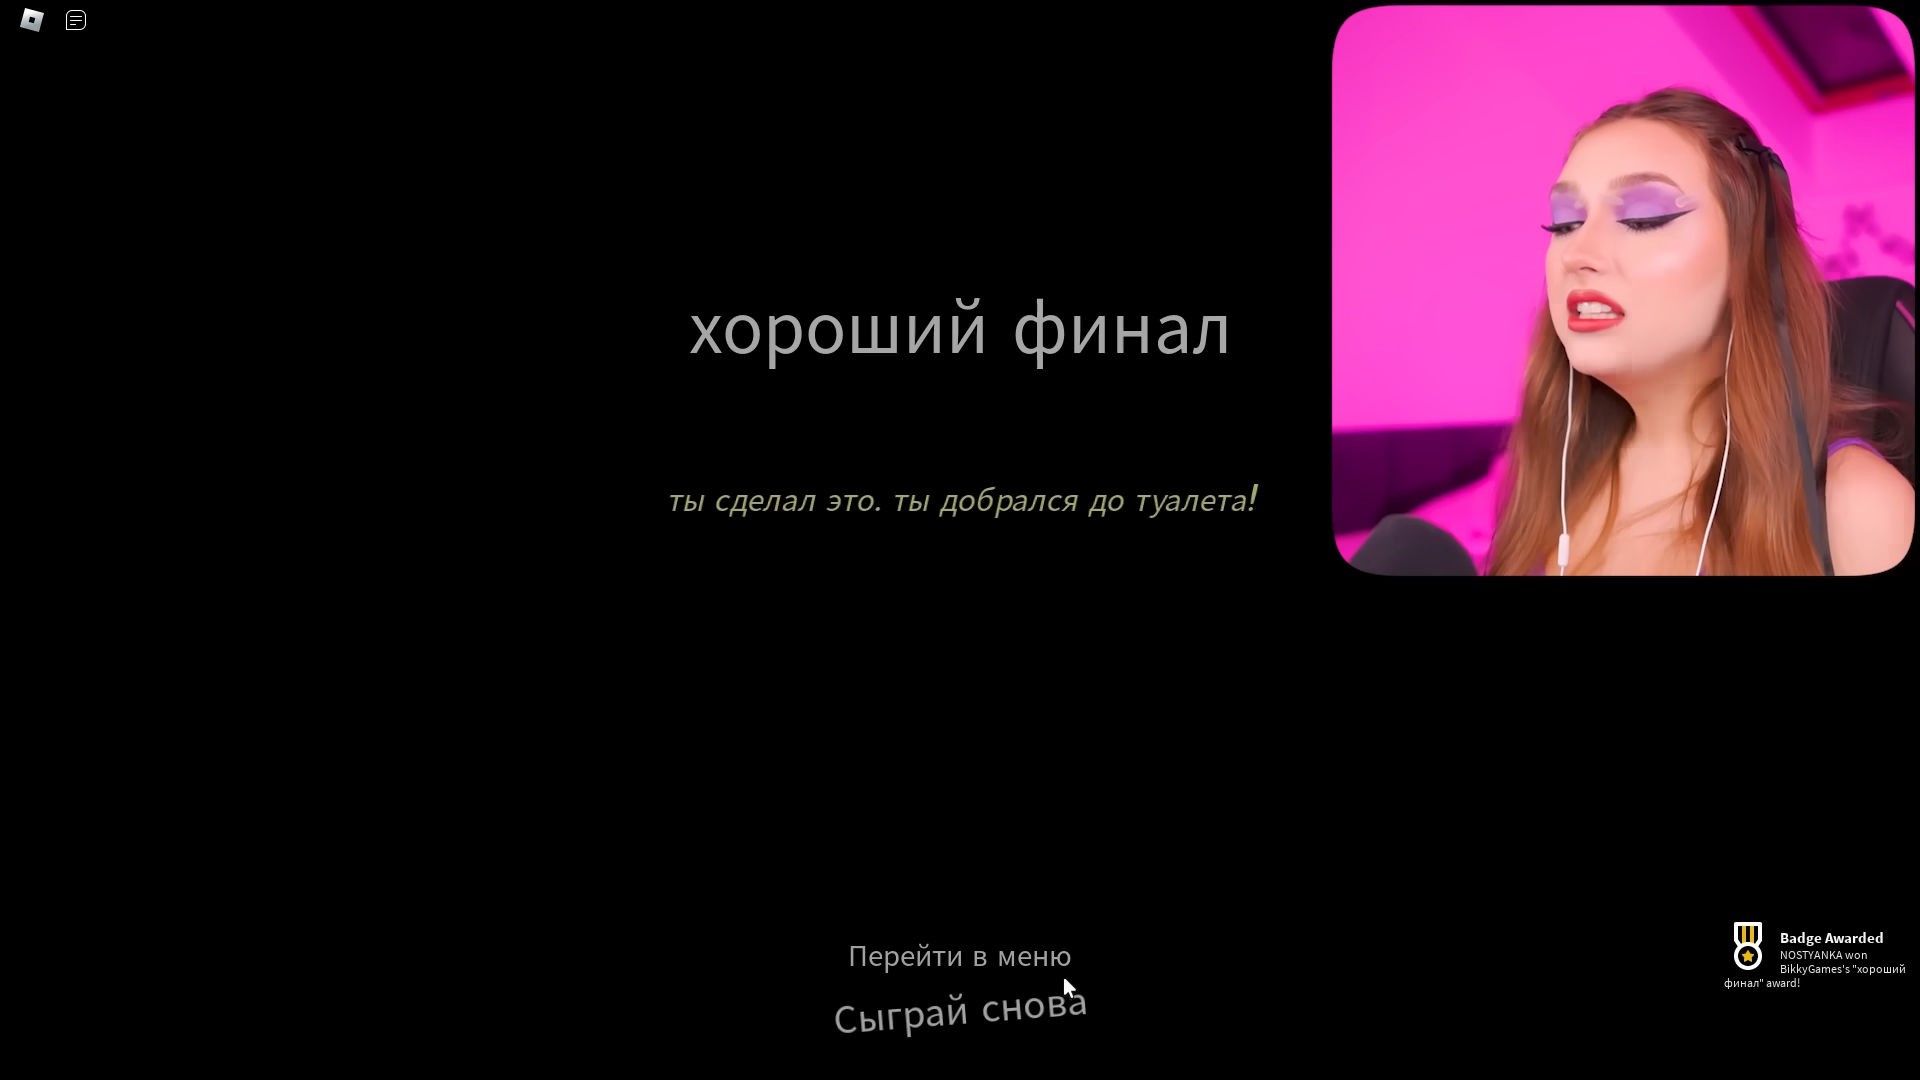 хороший финал
ты сделал это. ты добрался до туалета!
Перейти в меню
Сыграй снова
Badge Awarded
NOSTYANKA won
BikkyGames's "хороший
финал" award!